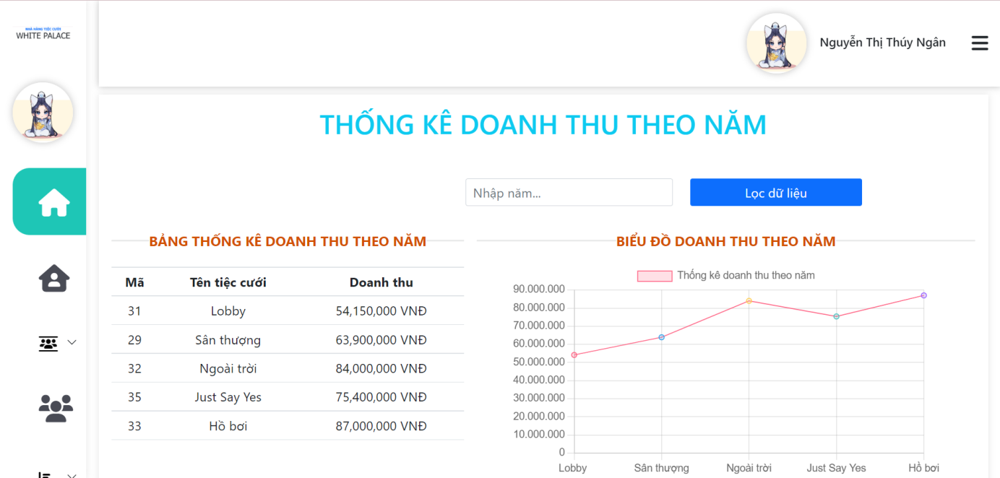 NHÀ HÀNG TIỆC CƯỚI
WHITE PALACE
Nguyễn Thị Thúy Ngân
THỐNG KÊ DOANH THU THEO NĂM
Nhập năm...
Lọc dữ liệu
BẢNG THỐNG KÊ DOANH THU THEO NĂM
Mã Tên tiệc cưới Doanh thu
31 Lobby 54,150,000 VNĐ
29 Sân thượng 63,900,000 VNĐ
32 Ngoài trời 84,000,000 VNĐ
35 Just Say Yes 75,400,000 VNĐ
33 Hồ bơi 87,000,000 VNĐ
BIỂU ĐỒ DOANH THU THEO NĂM
Thống kê doanh thu theo năm
90.000.000
80.000.000
70.000.000
60.000.000
50.000.000
40.000.000
30.000.000
20.000.000
10.000.000
0
Lobby Sân thượng Ngoài trời Just Say Yes Hồ bơi